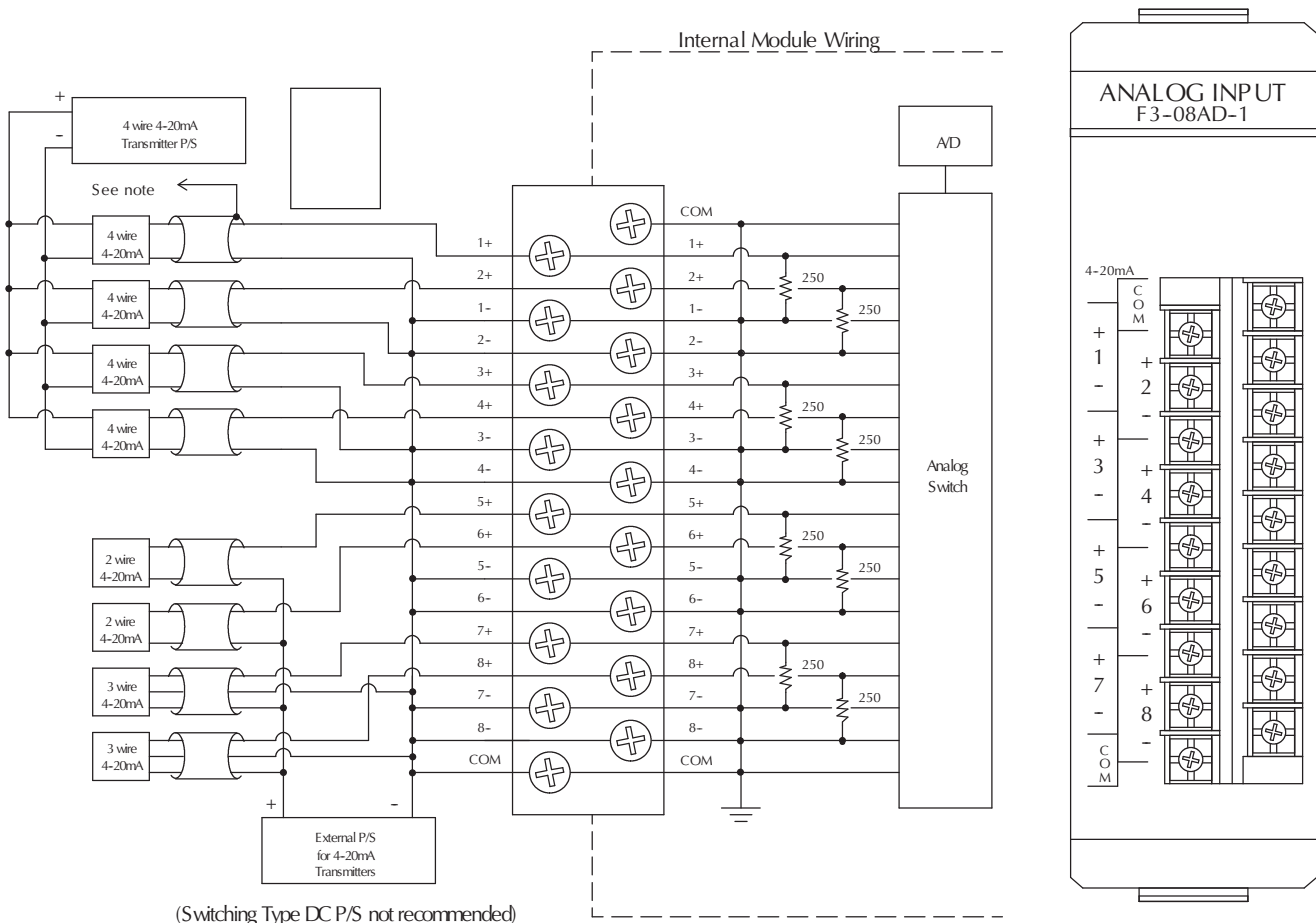 Internal Module Wiring
+
-
4 wire 4-20mA
Transmitter P/S
See note
4 wire
4-20mA
4 wire
4-20mA
4 wire
4-20mA
4 wire
4-20mA
2 wire
4-20mA
2 wire
4-20mA
3 wire
4-20mA
3 wire
4-20mA
+
-
External P/S
for 4-20mA
Transmitters
(Switching Type DC P/S not recommended)
1+
2+
1-
2-
3+
4+
3-
4-
5+
6+
5-
6-
7+
8+
7-
8-
COM
COM
1+
2+
1-
2-
3+
4+
3-
4-
5+
6+
5-
6-
7+
8+
7-
8-
COM
250
250
250
250
250
250
250
250
A/D
Analog
Switch
ANALOG INPUT
F3-08AD-1
4-20mA
C
O
M
+
1
-
+
2
-
+
3
-
+
4
-
+
5
-
+
6
-
+
7
-
+
8
-
C
O
M